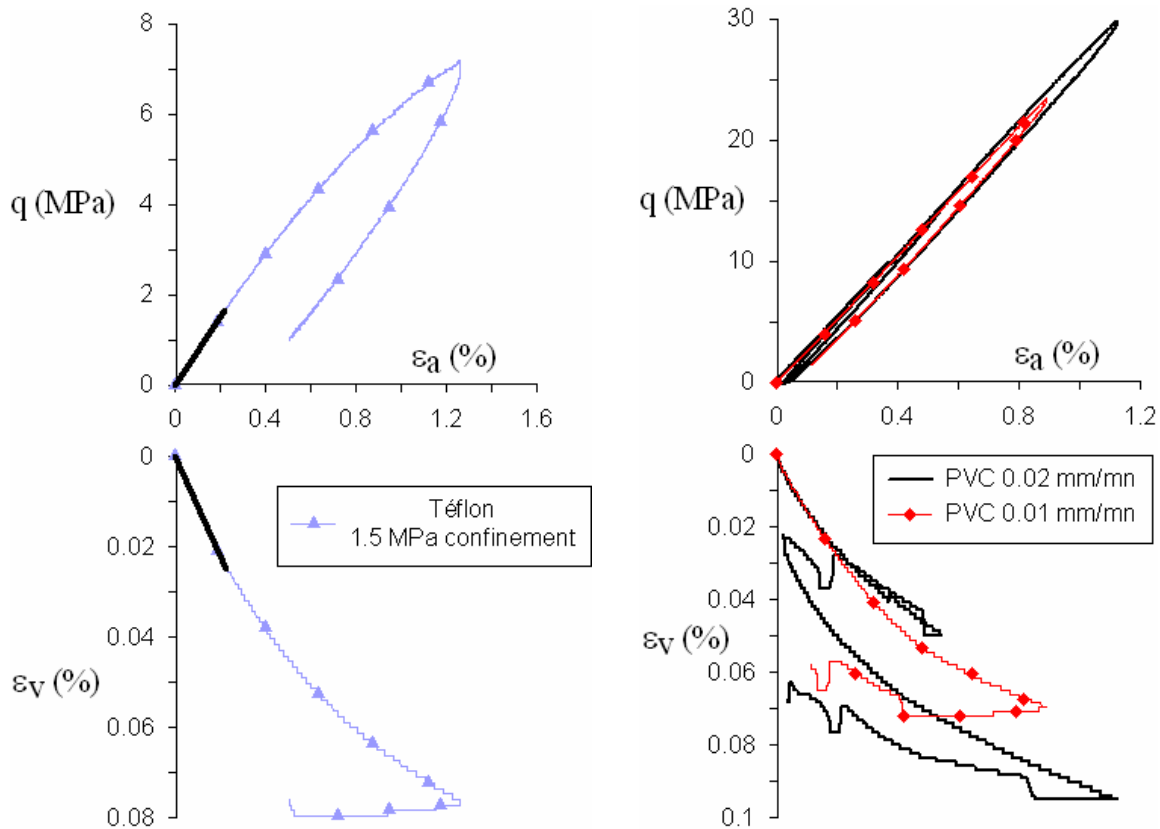 8
6
q (MPa)
4
2
εa (%)
0
0 0.4 0.8 1.2 1.6
30
20
q (MPa)
10
εa (%)
0
0 0.4 0.8 1.2
0
0.02
0.04
εv (%)
0.06
0.08
Téflon
1.5 MPa confinement
0
0.02
0.04
εv (%)
0.06
0.08
0.1
PVC 0.02 mm/mn
PVC 0.01 mm/mn